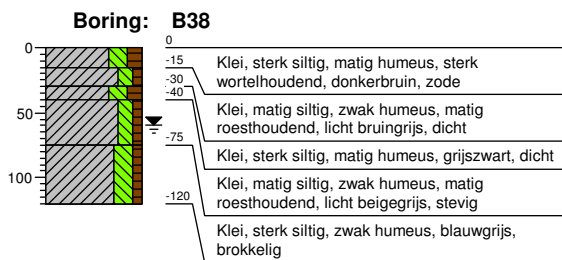 Boring: B38
0
0
-15
Klei, sterk siltig, matig humeus, sterk
wortelhoudend, donkerbruin, zode
-30
-40
Klei, matig siltig, zwak humeus, matig
roesthoudend, licht bruingrijs, dicht
50
-75
Klei, sterk siltig, matig humeus, grijszwart, dicht
100
-120
Klei, matig siltig, zwak humeus, matig
roesthoudend, licht beigegrijs, stevig
Klei, sterk siltig, zwak humeus, blauwgrijs,
brokkelig